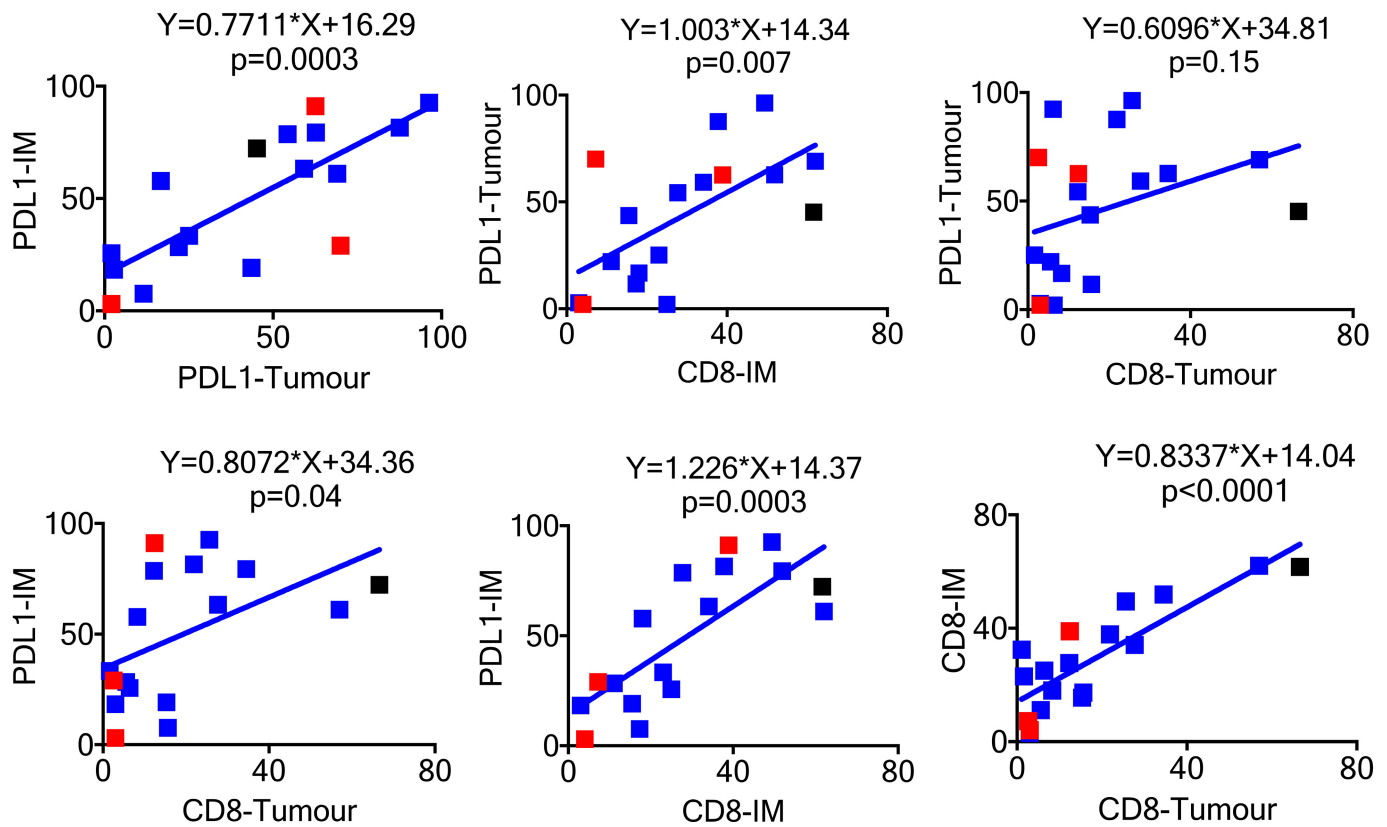 Y=0.7711*X+16.29
p=0.0003
100
50
0
PDL1-IM
0
50
100
PDL1-Tumour
Y=1.003*X+14.34
p=0.007
100
50
0
PDL1-Tumour
0
40
80
CD8-IM
Y=0.6096*X+34.81
p=0.15
100
50
0
PDL1-Tumour
0
40
80
CD8-Tumour
Y=0.8072*X+34.36
p=0.04
100
50
0
PDL1-IM
0
40
80
CD8-Tumour
Y=1.226*X+14.37
p=0.0003
100
50
0
PDL1-IM
0
40
80
CD8-IM
Y=0.8337*X+14.04
p<0.0001
80
40
0
CD8-IM
0
40
80
CD8-Tumour